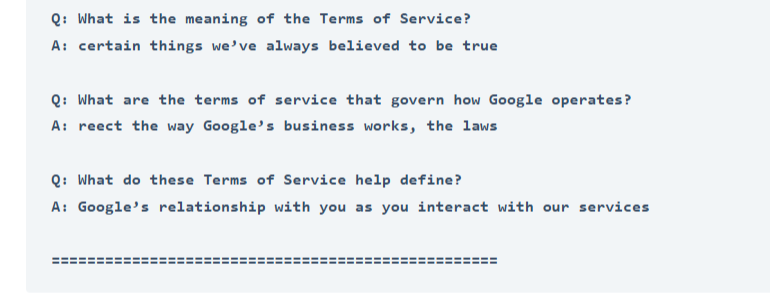 Q: What is the meaning of the Terms of Service?
A: certain things we’ve always believed to be true
Q: What are the terms of service that govern how Google operates?
A: reect the way Google’s business works, the laws
Q: What do these Terms of Service help define?
A: Google’s relationship with you as you interact with our services
==================================================